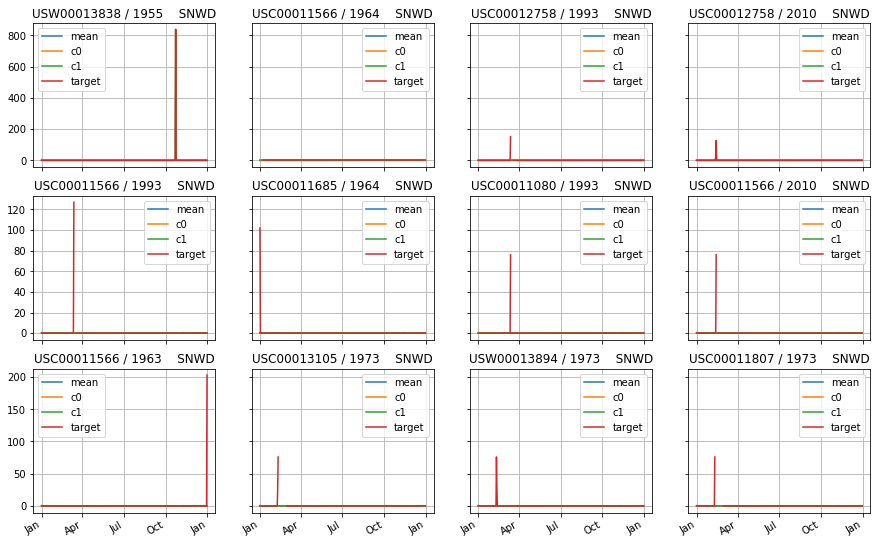 USW00013838 / 1955 SNWD
USC00011566 / 1964 SNWD
USC00012758 / 1993 SNWD
USC00012758 / 2010 SNWD
800
600
400
200
0
mean
c0
c1
target
mean
c0
c1
target
mean
c0
c1
target
mean
c0
c1
target
USC00011566 / 1993 SNWD
USC00011685 / 1964 SNWD
USC00011080 / 1993 SNWD
USC00011566 / 2010 SNWD
120
100
80
60
40
20
0
mean
c0
c1
target
mean
c0
c1
target
mean
c0
c1
target
mean
c0
c1
target
USC00011566 / 1963 SNWD
USC00013105 / 1973 SNWD
USW00013894 / 1973 SNWD
USC00011807 / 1973 SNWD
200
150
100
50
0
mean
c0
c1
target
mean
c0
c1
target
mean
c0
c1
target
mean
c0
c1
target
Jan Apr Jul Oct Jan
Jan Apr Jul Oct Jan
Jan Apr Jul Oct Jan
Jan Apr Jul Oct Jan